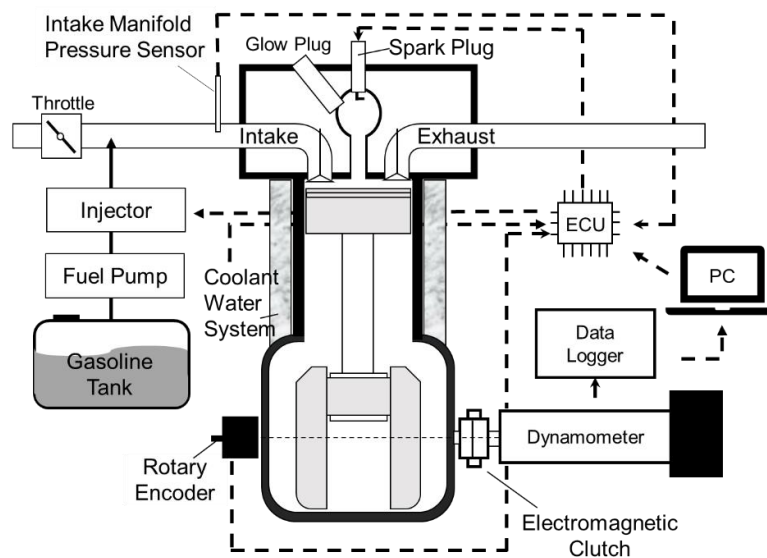 Intake Manifold
Pressure Sensor
Glow Plug
Spark Plug
Throttle
Intake
Exhaust
Injector
ECU
Fuel Pump
Coolant
Water
System
PC
Gasoline
Tank
Data
Logger
Dynamometer
Rotary
Encoder
Electromagnetic
Clutch